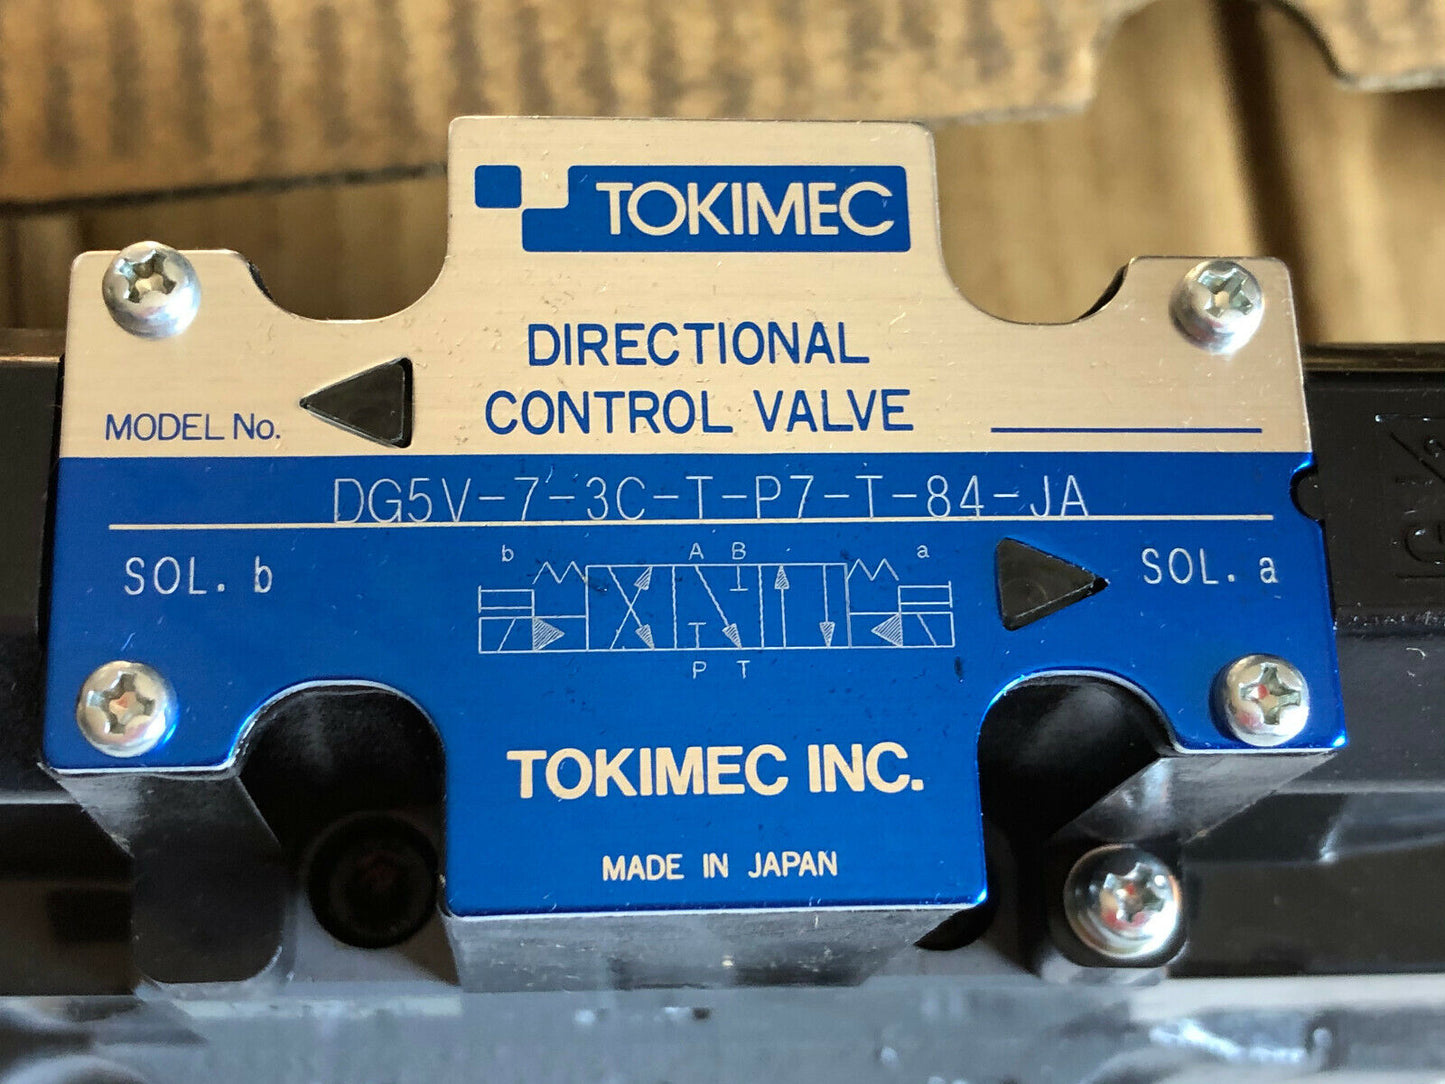 TOKIMEC
DIRECTIONAL
CONTROL VALVE
MODEL No.
DG5V-7-3C-T-P7-T-84-JA
b A B a
SOL. b
SOL. a
P T
TOKIMEC INC.
MADE IN JAPAN